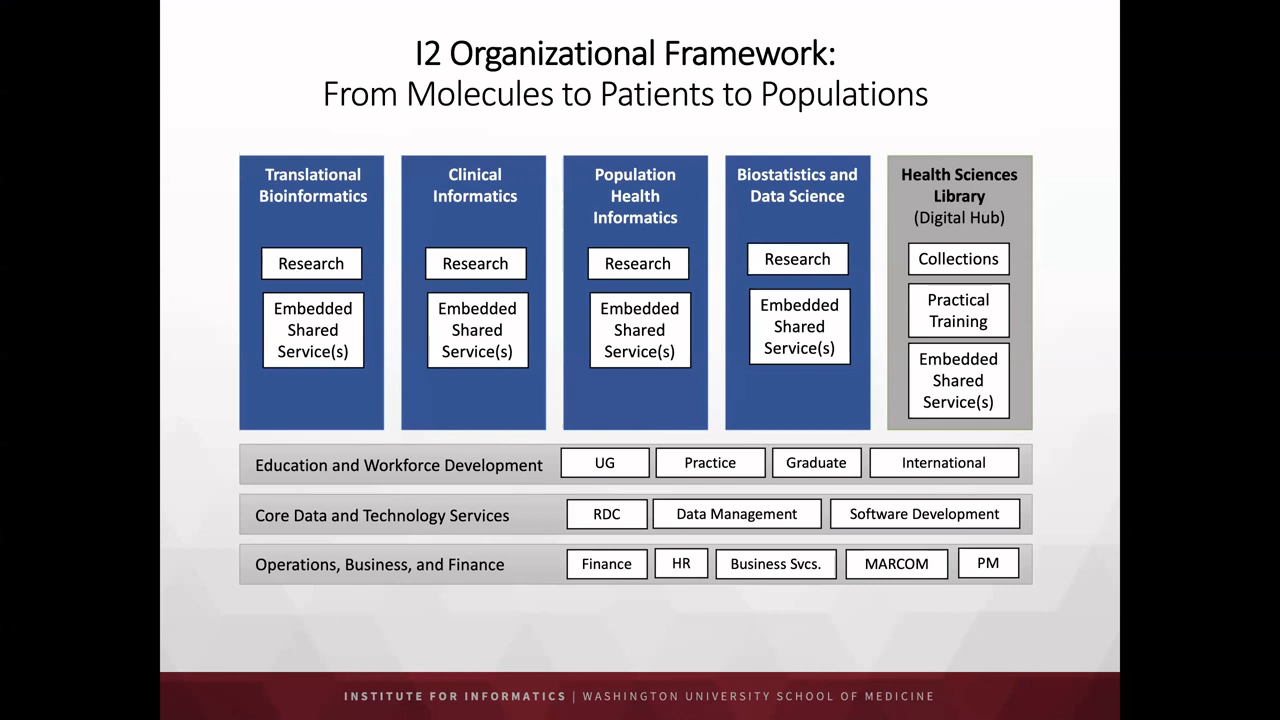 I2 Organizational Framework:
From Molecules to Patients to Populations
Translational
Bioinformatics
Research
Embedded
Shared
Service(s)
Clinical
Informatics
Research
Embedded
Shared
Service(s)
Population
Health
Informatics
Research
Embedded
Shared
Service(s)
Biostatistics and
Data Science
Research
Embedded
Shared
Service(s)
Health Sciences
Library
(Digital Hub)
Collections
Practical
Training
Embedded
Shared
Service(s)
Education and Workforce Development UG Practice Graduate International
Core Data and Technology Services RDC Data Management Software Development
Operations, Business, and Finance Finance HR Business Svcs. MARCOM PM
INSTITUTE FOR INFORMATICS | WASHINGTON UNIVERSITY SCHOOL OF MEDICINE